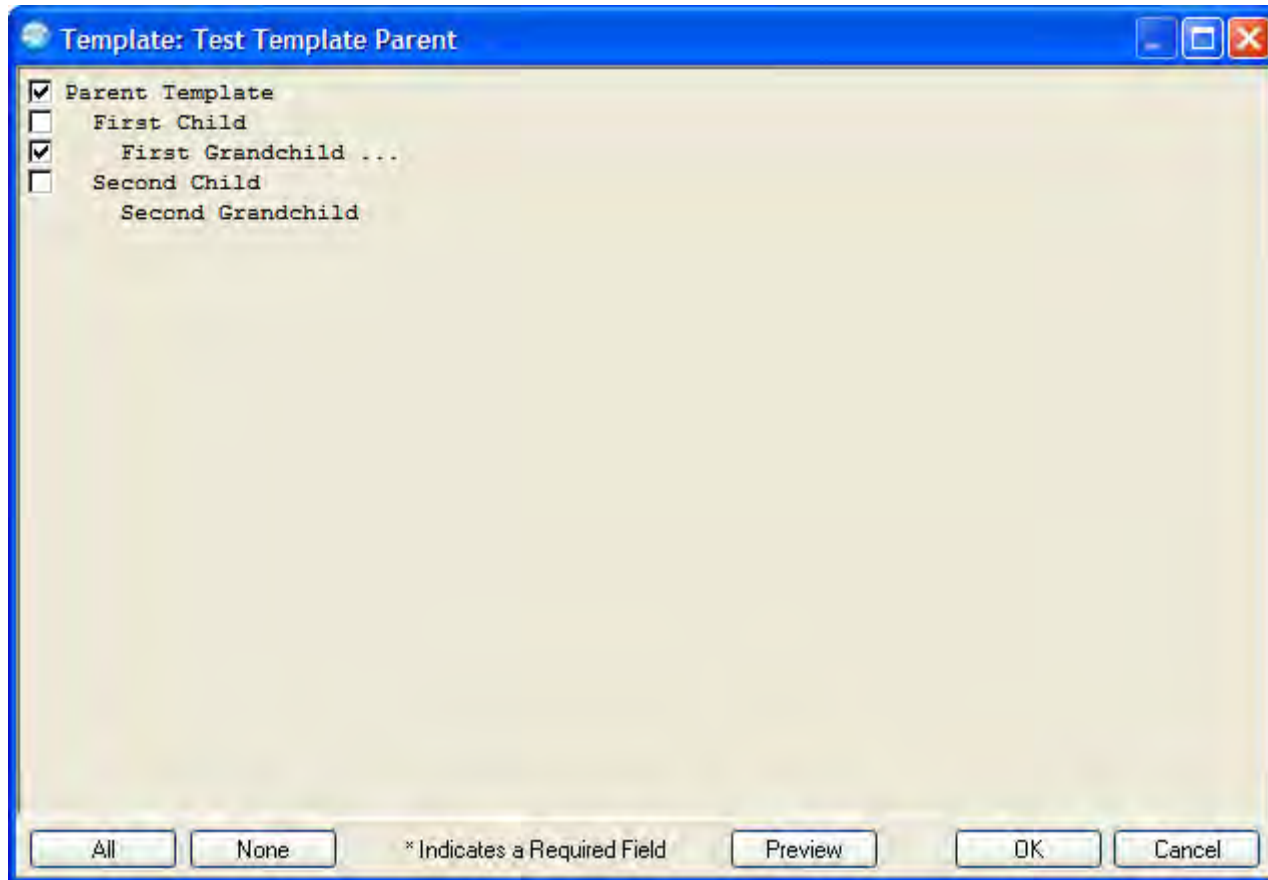 Template: Test Template Parent
Parent Template
First Child
First Grandchild ...
Second Child
Second Grandchild
All None * Indicates a Required Field Preview OK Cancel